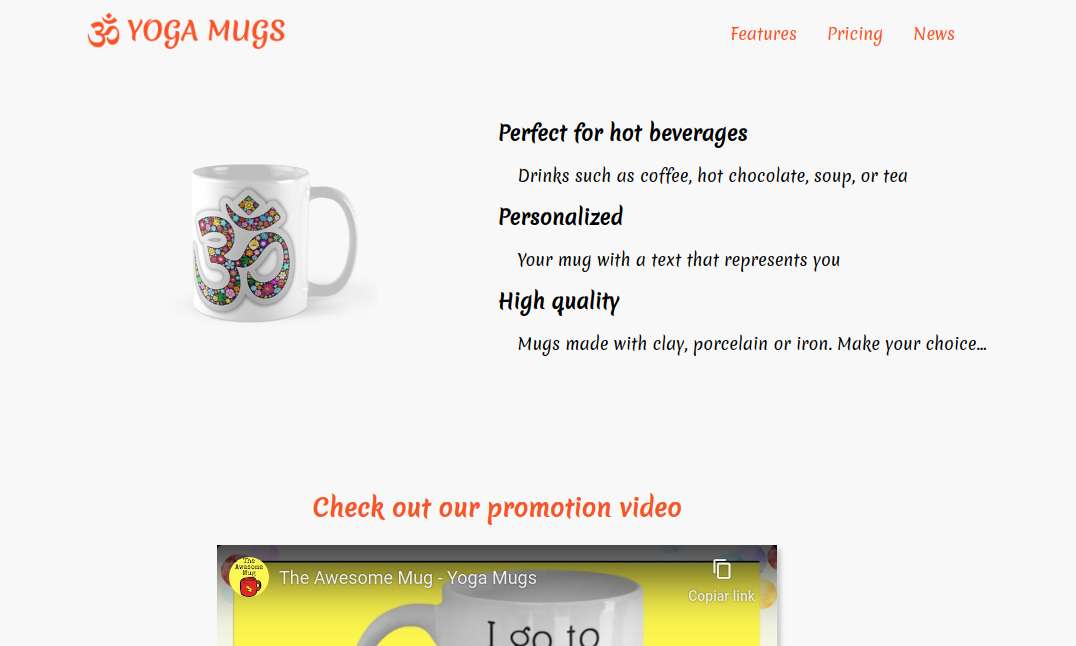 ॐ YOGA MUGS
Features Pricing News
Perfect for hot beverages
Drinks such as coffee, hot chocolate, soup, or tea
Personalized
Your mug with a text that represents you
High quality
Mugs made with clay, porcelain or iron. Make your choice...
ॐ
Check out our promotion video
The
Awesome
Mug
The Awesome Mug - Yoga Mugs
Copiar link
I go to